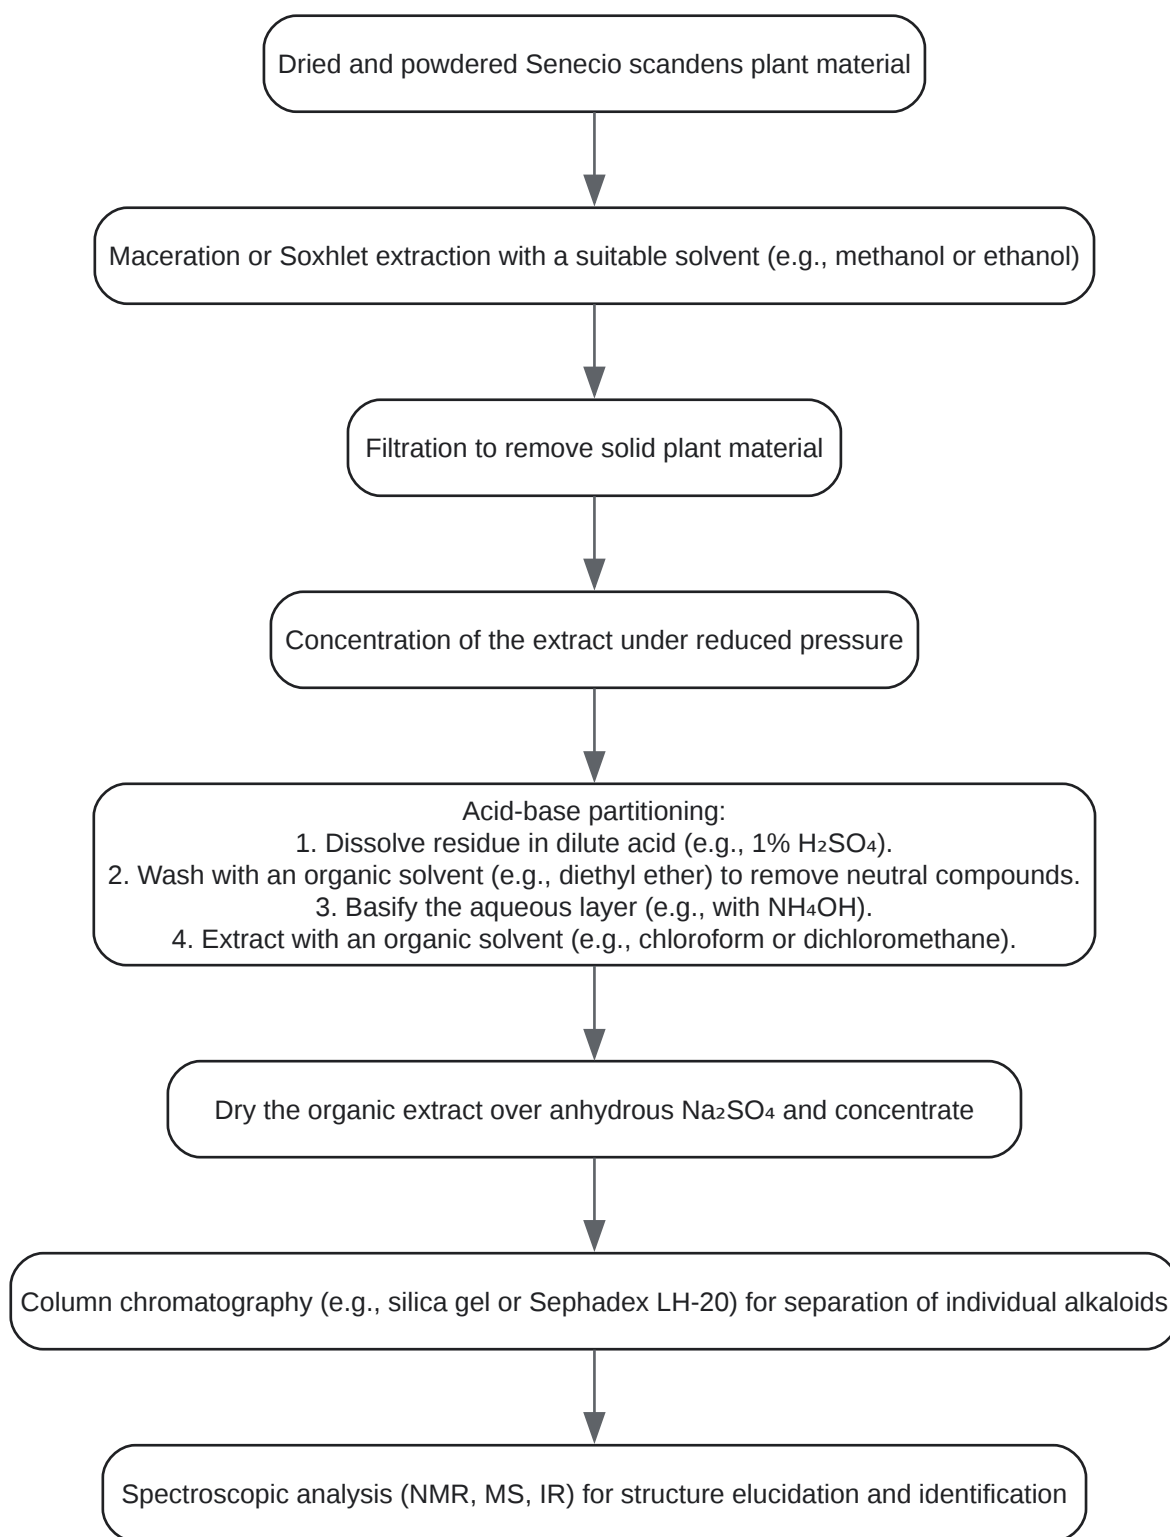 Dried and powdered Senecio scandens plant material
Maceration or Soxhlet extraction with a suitable solvent (e.g., methanol or ethanol)
Filtration to remove solid plant material
Concentration of the extract under reduced pressure
Acid-base partitioning:
1. Dissolve residue in dilute acid (e.g., 1% H₂SO₄).
2. Wash with an organic solvent (e.g., diethyl ether) to remove neutral compounds.
3. Basify the aqueous layer (e.g., with NH₄OH).
4. Extract with an organic solvent (e.g., chloroform or dichloromethane).
Dry the organic extract over anhydrous Na₂SO₄ and concentrate
Column chromatography (e.g., silica gel or Sephadex LH-20) for separation of individual alkaloids
Spectroscopic analysis (NMR, MS, IR) for structure elucidation and identification